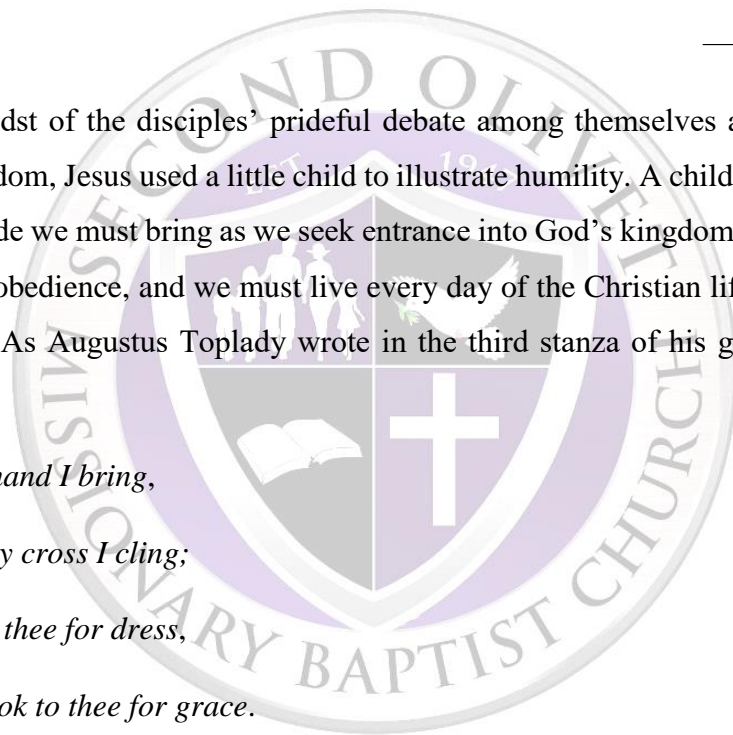 dst of the disciples’ prideful debate among themselves a
dom, Jesus used a little child to illustrate humility. A child
de we must bring as we seek entrance into God’s kingdom
obedience, and we must live every day of the Christian lif
As Augustus Toplady wrote in the third stanza of his g
hand I bring,
y cross I cling;
thee for dress,
ok to thee for grace.
SECOND OLIVET
MISSIONARY BAPTIST CHURCH
EST